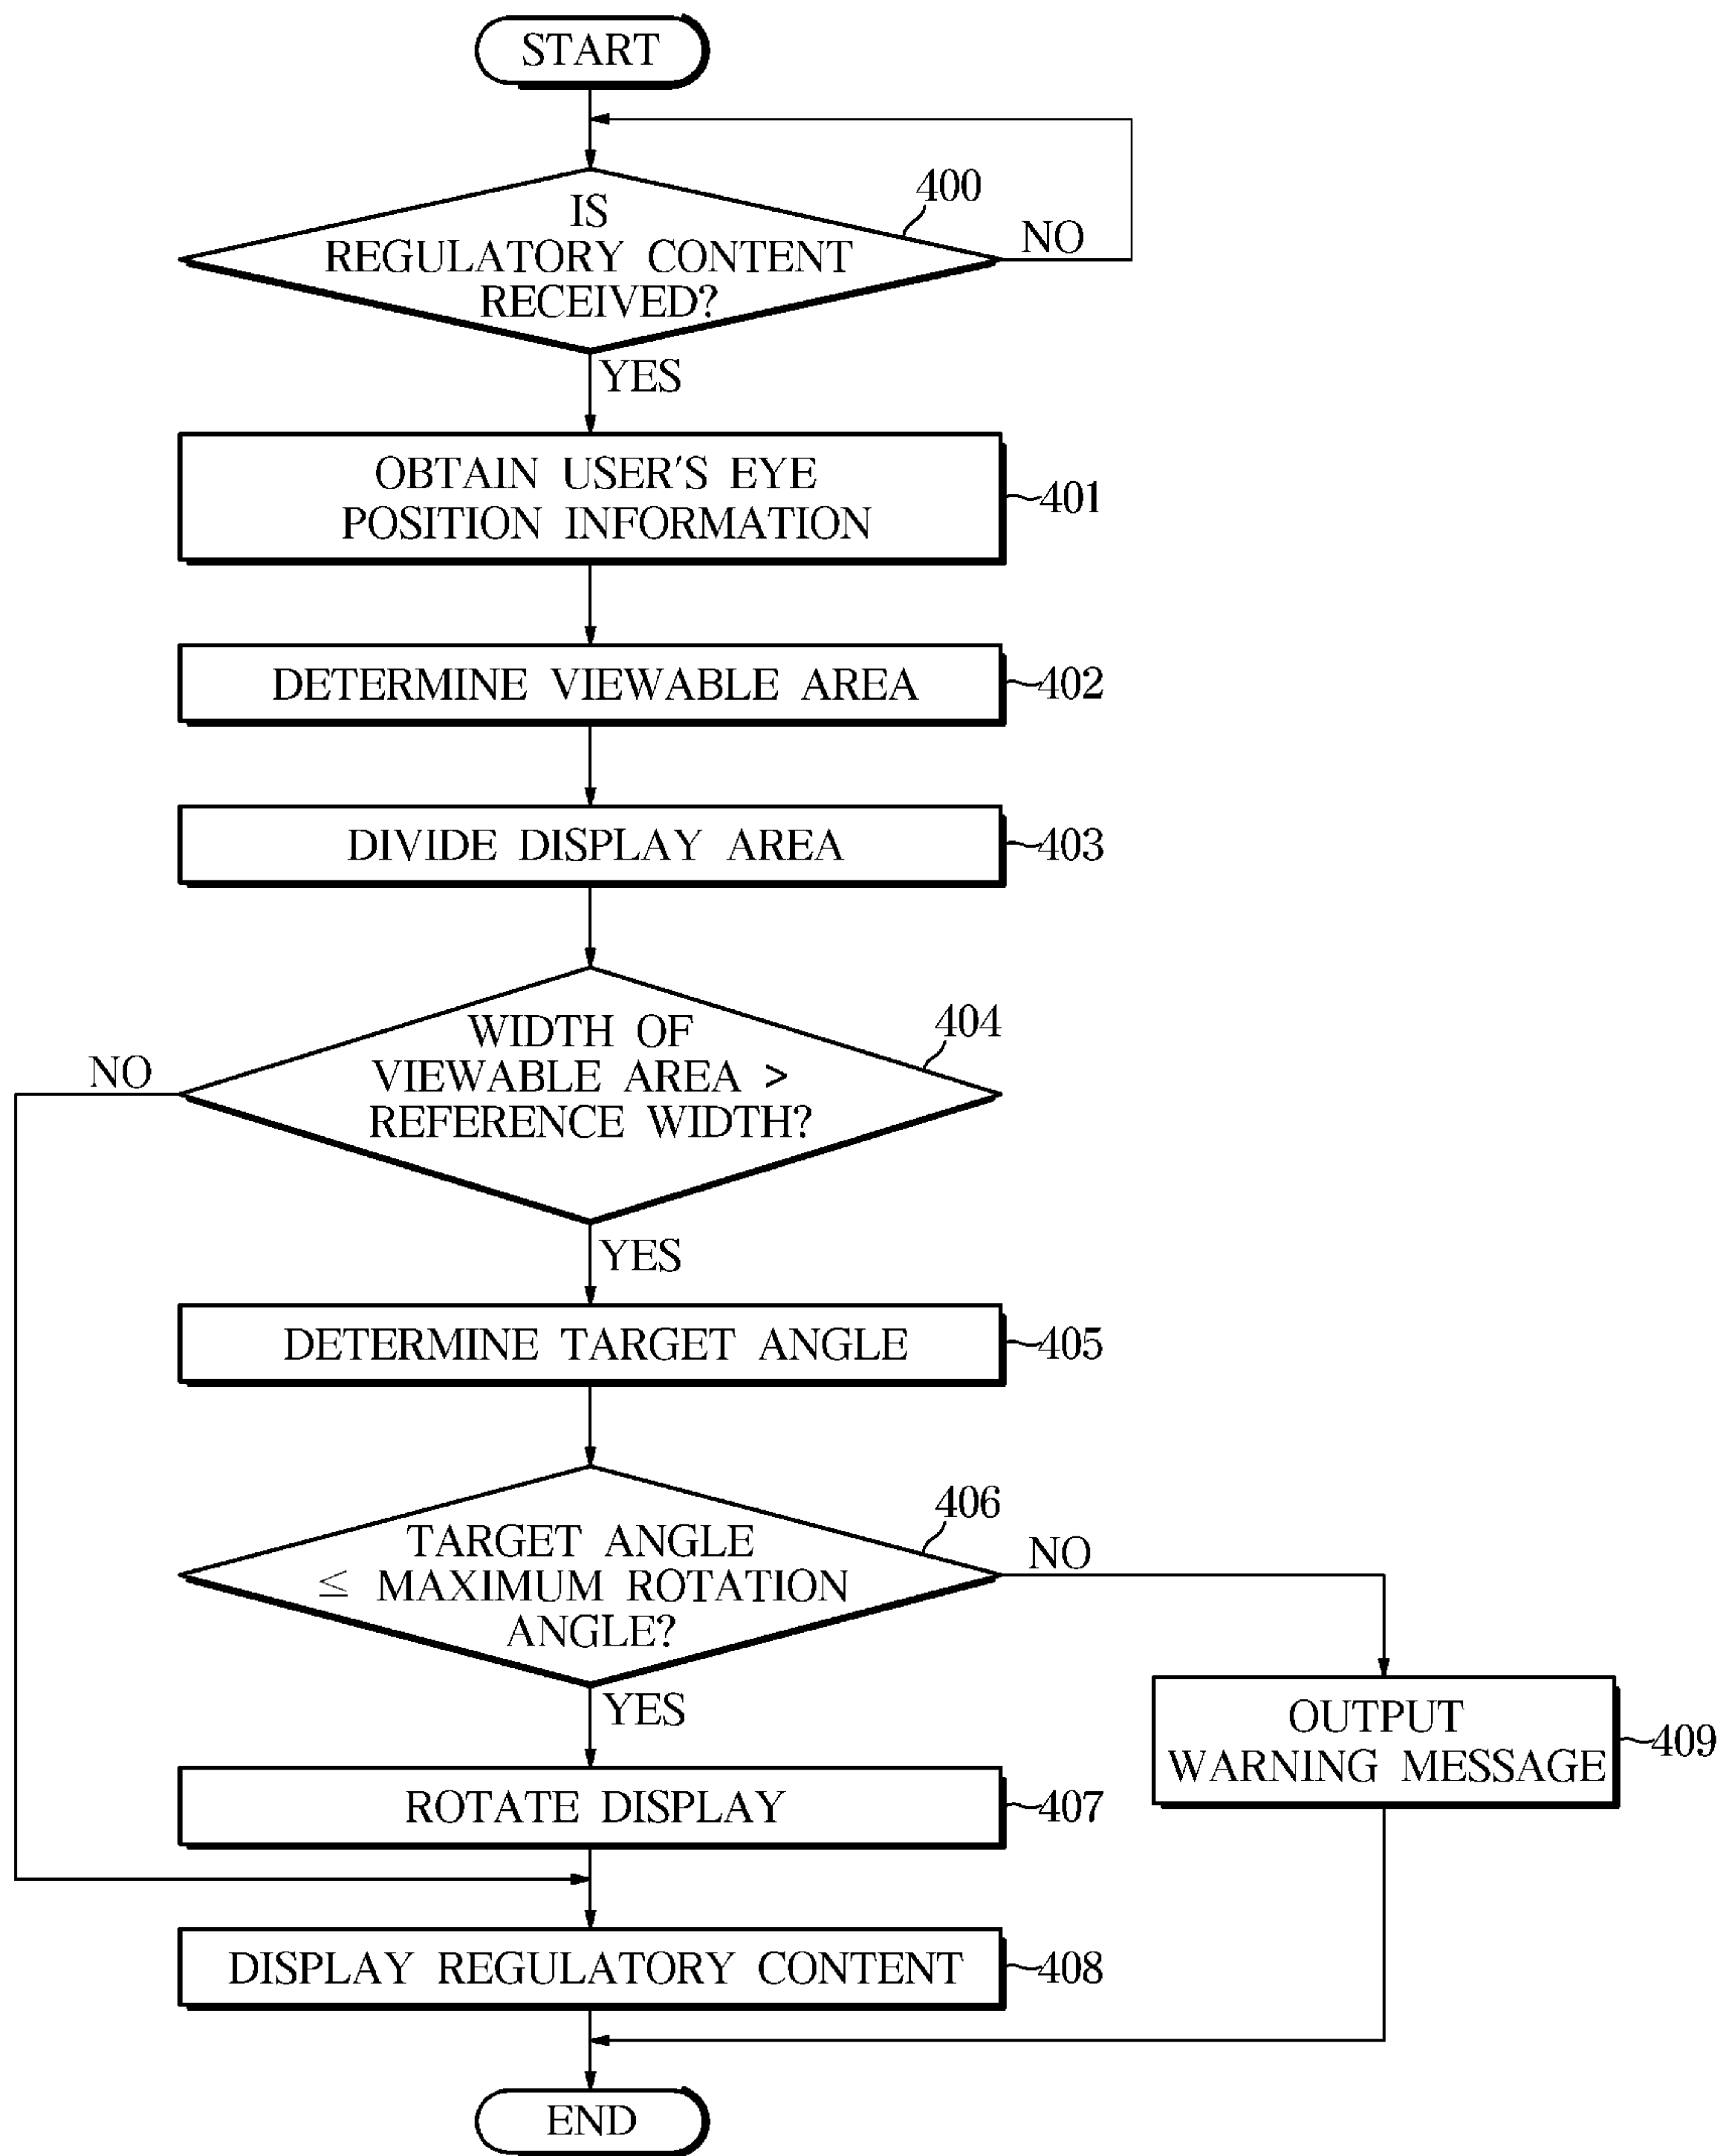 START
400
IS
REGULATORY CONTENT
RECEIVED?
NO
YES
OBTAIN USER'S EYE
POSITION INFORMATION
401
DETERMINE VIEWABLE AREA
402
DIVIDE DISPLAY AREA
403
WIDTH OF
VIEWABLE AREA >
REFERENCE WIDTH?
404
NO
YES
DETERMINE TARGET ANGLE
405
TARGET ANGLE
≤ MAXIMUM ROTATION
ANGLE?
406
NO
YES
OUTPUT
WARNING MESSAGE
409
ROTATE DISPLAY
407
DISPLAY REGULATORY CONTENT
408
END